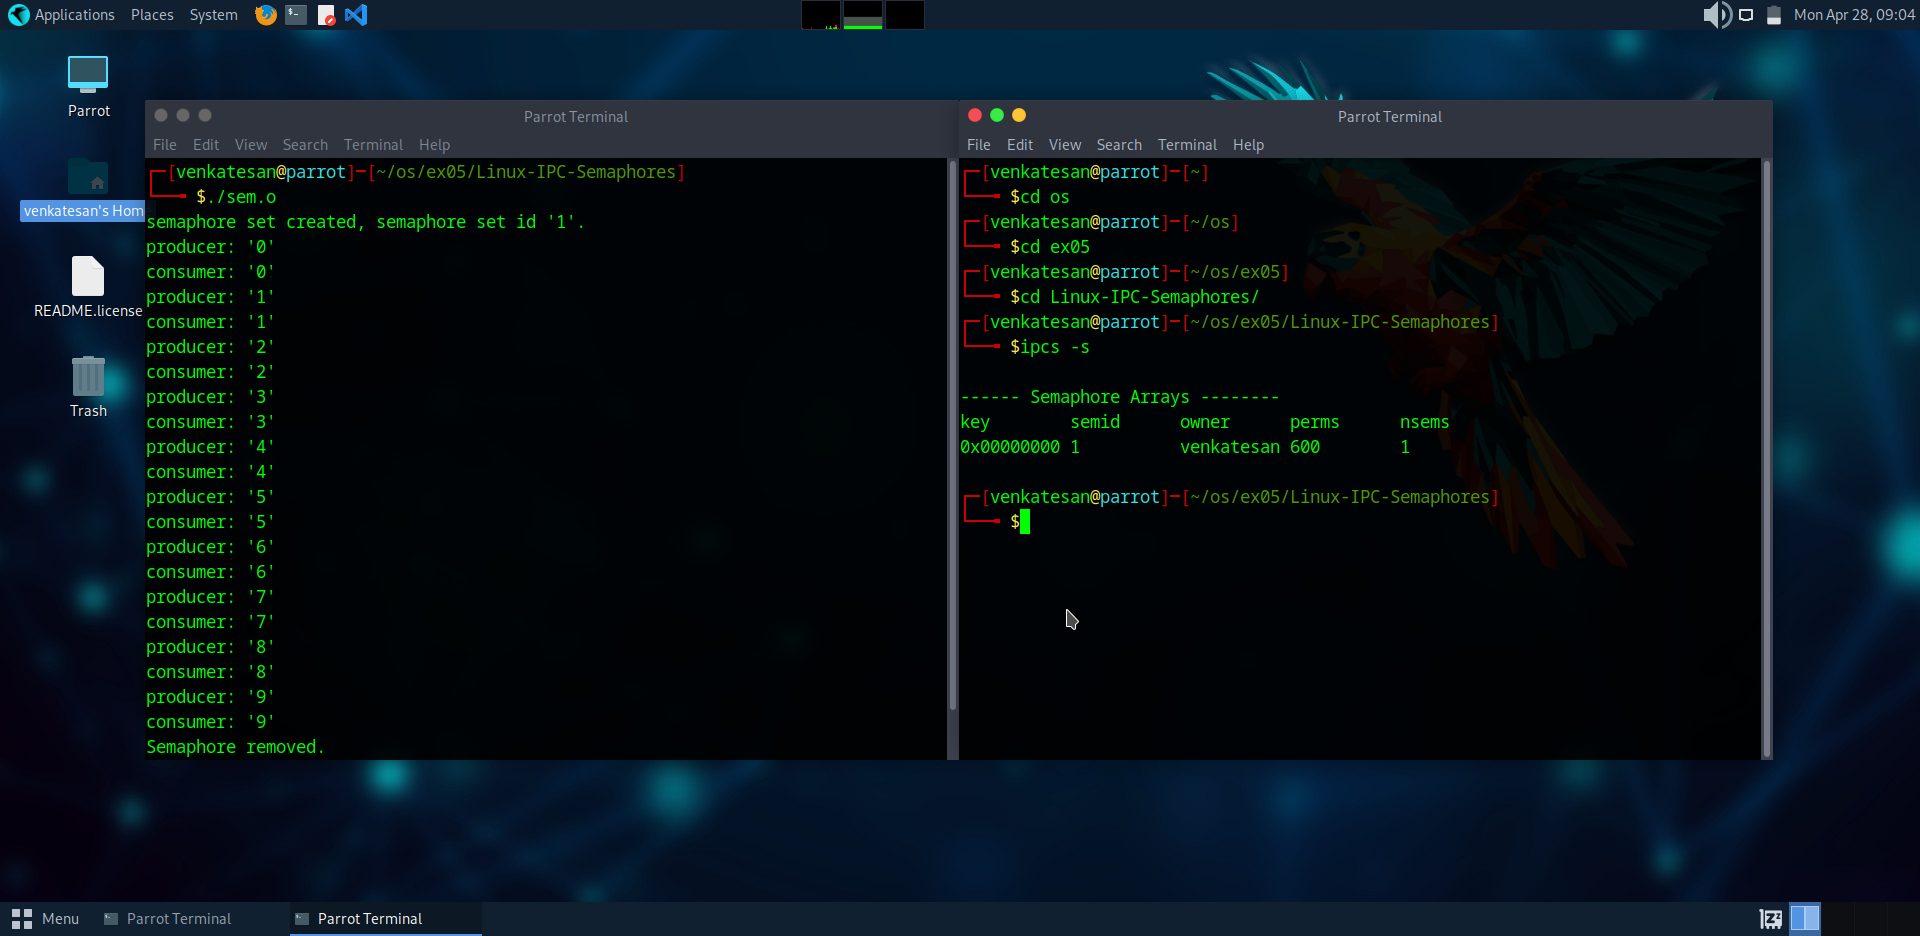 Applications Places System
Mon Apr 28, 09:04
Parrot
venkatesan's Hom
README.license
Trash
Parrot Terminal
File Edit View Search Terminal Help
[venkatesan@parrot]-[~/os/ex05/Linux-IPC-Semaphores]
$./sem.o
semaphore set created, semaphore set id '1'.
producer: '0'
consumer: '0'
producer: '1'
consumer: '1'
producer: '2'
consumer: '2'
producer: '3'
consumer: '3'
producer: '4'
consumer: '4'
producer: '5'
consumer: '5'
producer: '6'
consumer: '6'
producer: '7'
consumer: '7'
producer: '8'
consumer: '8'
producer: '9'
consumer: '9'
Semaphore removed.
Parrot Terminal
File Edit View Search Terminal Help
[venkatesan@parrot]-[~]
$cd os
[venkatesan@parrot]-[~/os]
$cd ex05
[venkatesan@parrot]-[~/os/ex05]
$cd Linux-IPC-Semaphores/
[venkatesan@parrot]-[~/os/ex05/Linux-IPC-Semaphores]
$ipcs -s
------ Semaphore Arrays --------
key semid owner perms nsems
0x00000000 1 venkatesan 600 1
[venkatesan@parrot]-[~/os/ex05/Linux-IPC-Semaphores]
$
Menu Parrot Terminal Parrot Terminal